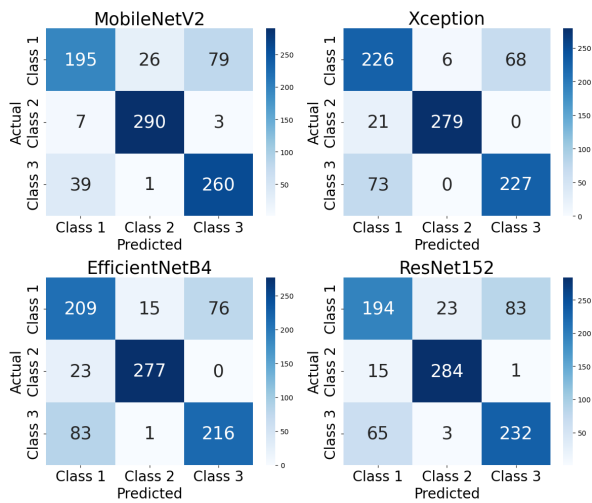 MobileNetV2
Actual
Class 1 195 26 79
Class 2 7 290 3
Class 3 39 1 260
Class 1 Class 2 Class 3
Predicted
250
200
150
100
50
Xception
Actual
Class 1 226 6 68
Class 2 21 279 0
Class 3 73 0 227
Class 1 Class 2 Class 3
Predicted
250
200
150
100
50
0
EfficientNetB4
Actual
Class 1 209 15 76
Class 2 23 277 0
Class 3 83 1 216
Class 1 Class 2 Class 3
Predicted
250
200
150
100
50
0
ResNet152
Actual
Class 1 194 23 83
Class 2 15 284 1
Class 3 65 3 232
Class 1 Class 2 Class 3
Predicted
250
200
150
100
50